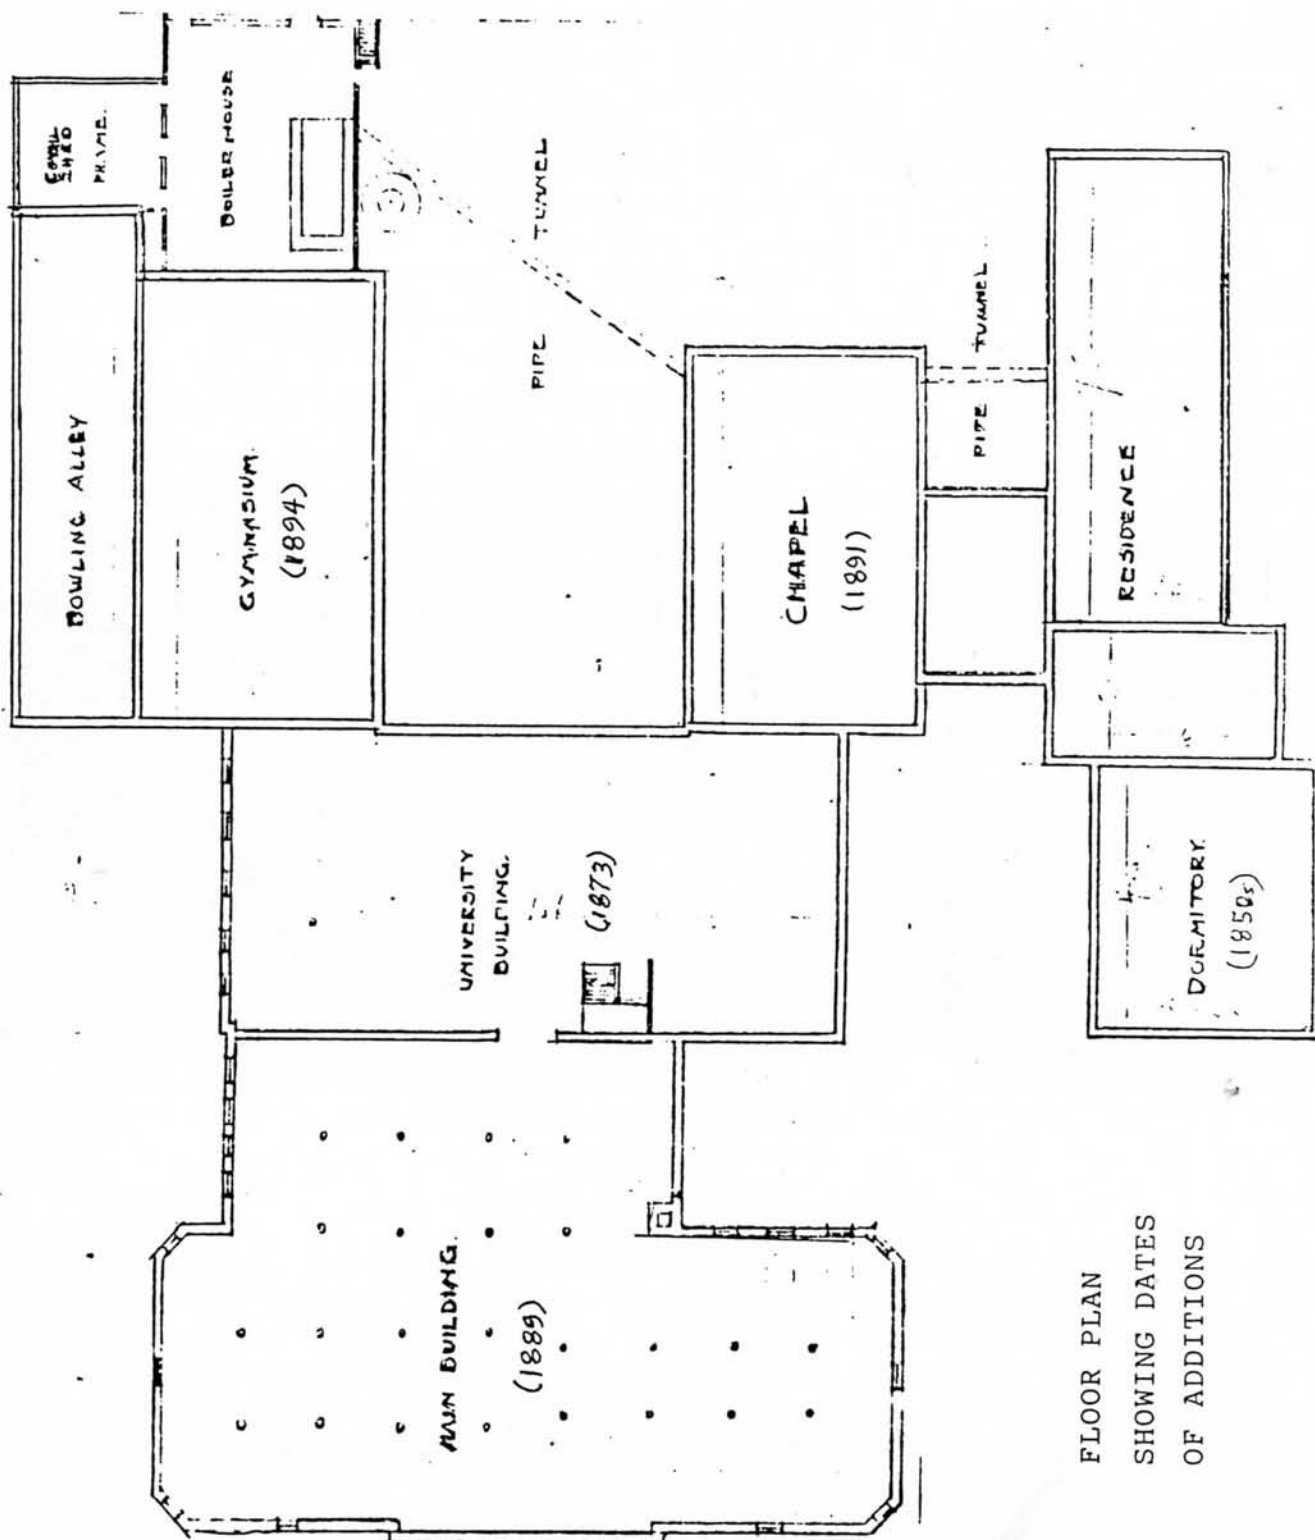 BOWLING ALLEY
SHED
FRAME.
BOILER HOUSE
GYMNASIUM.
(1894)
PIPE TUNNEL
CHAPEL
(1891)
PIPE TUNNEL
RESIDENCE
UNIVERSITY
BUILDING.
(1873)
DORMITORY.
(1850s)
MAIN BUILDING.
(1889)
FLOOR PLAN
SHOWING DATES
OF ADDITIONS